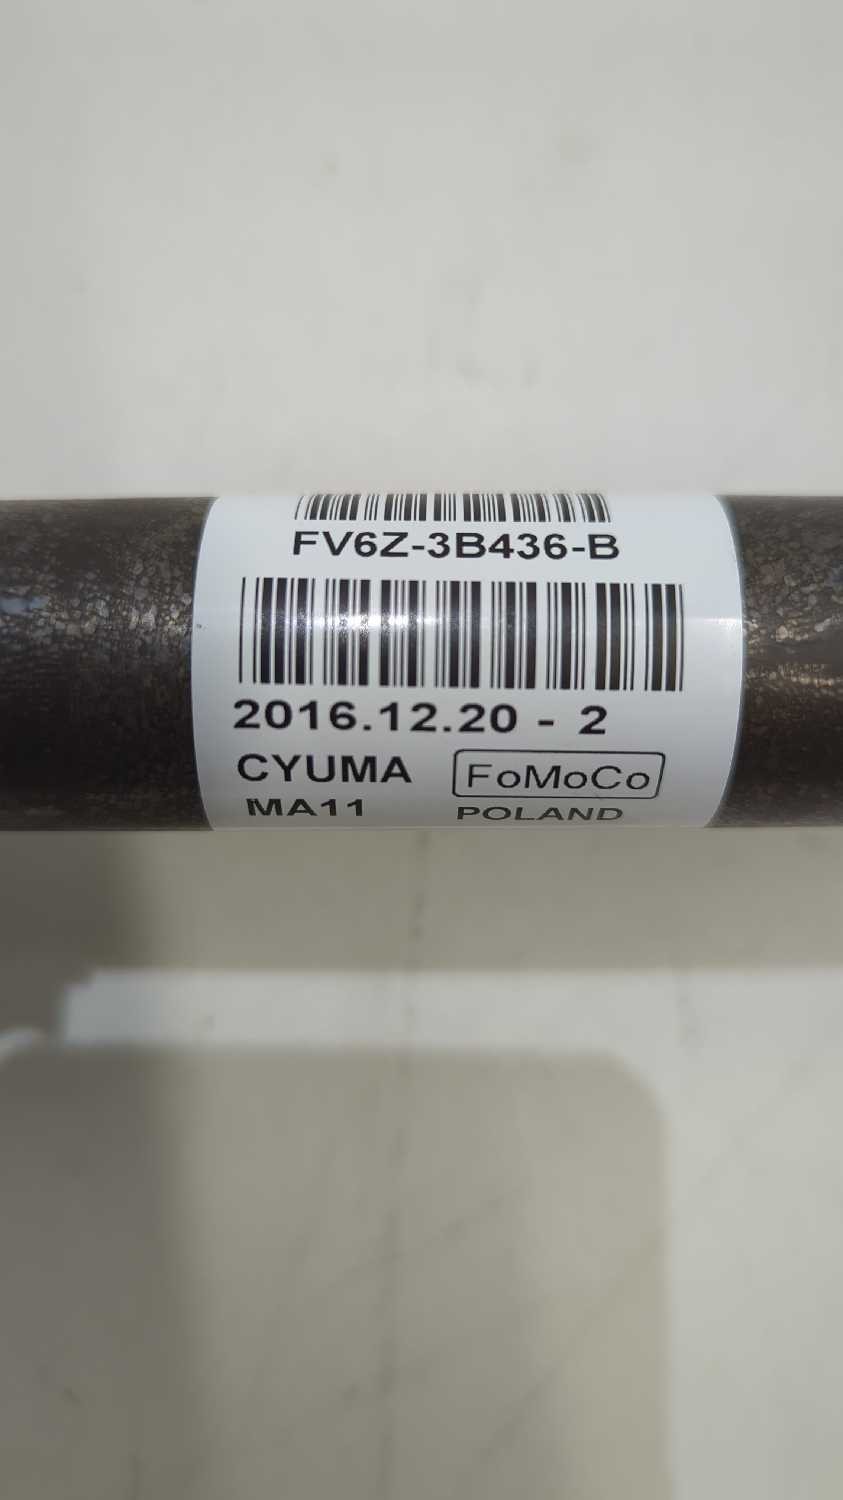 FV6Z-3B436-B
2016.12.20 - 2
CYUMA FoMoCo
MA11 POLAND